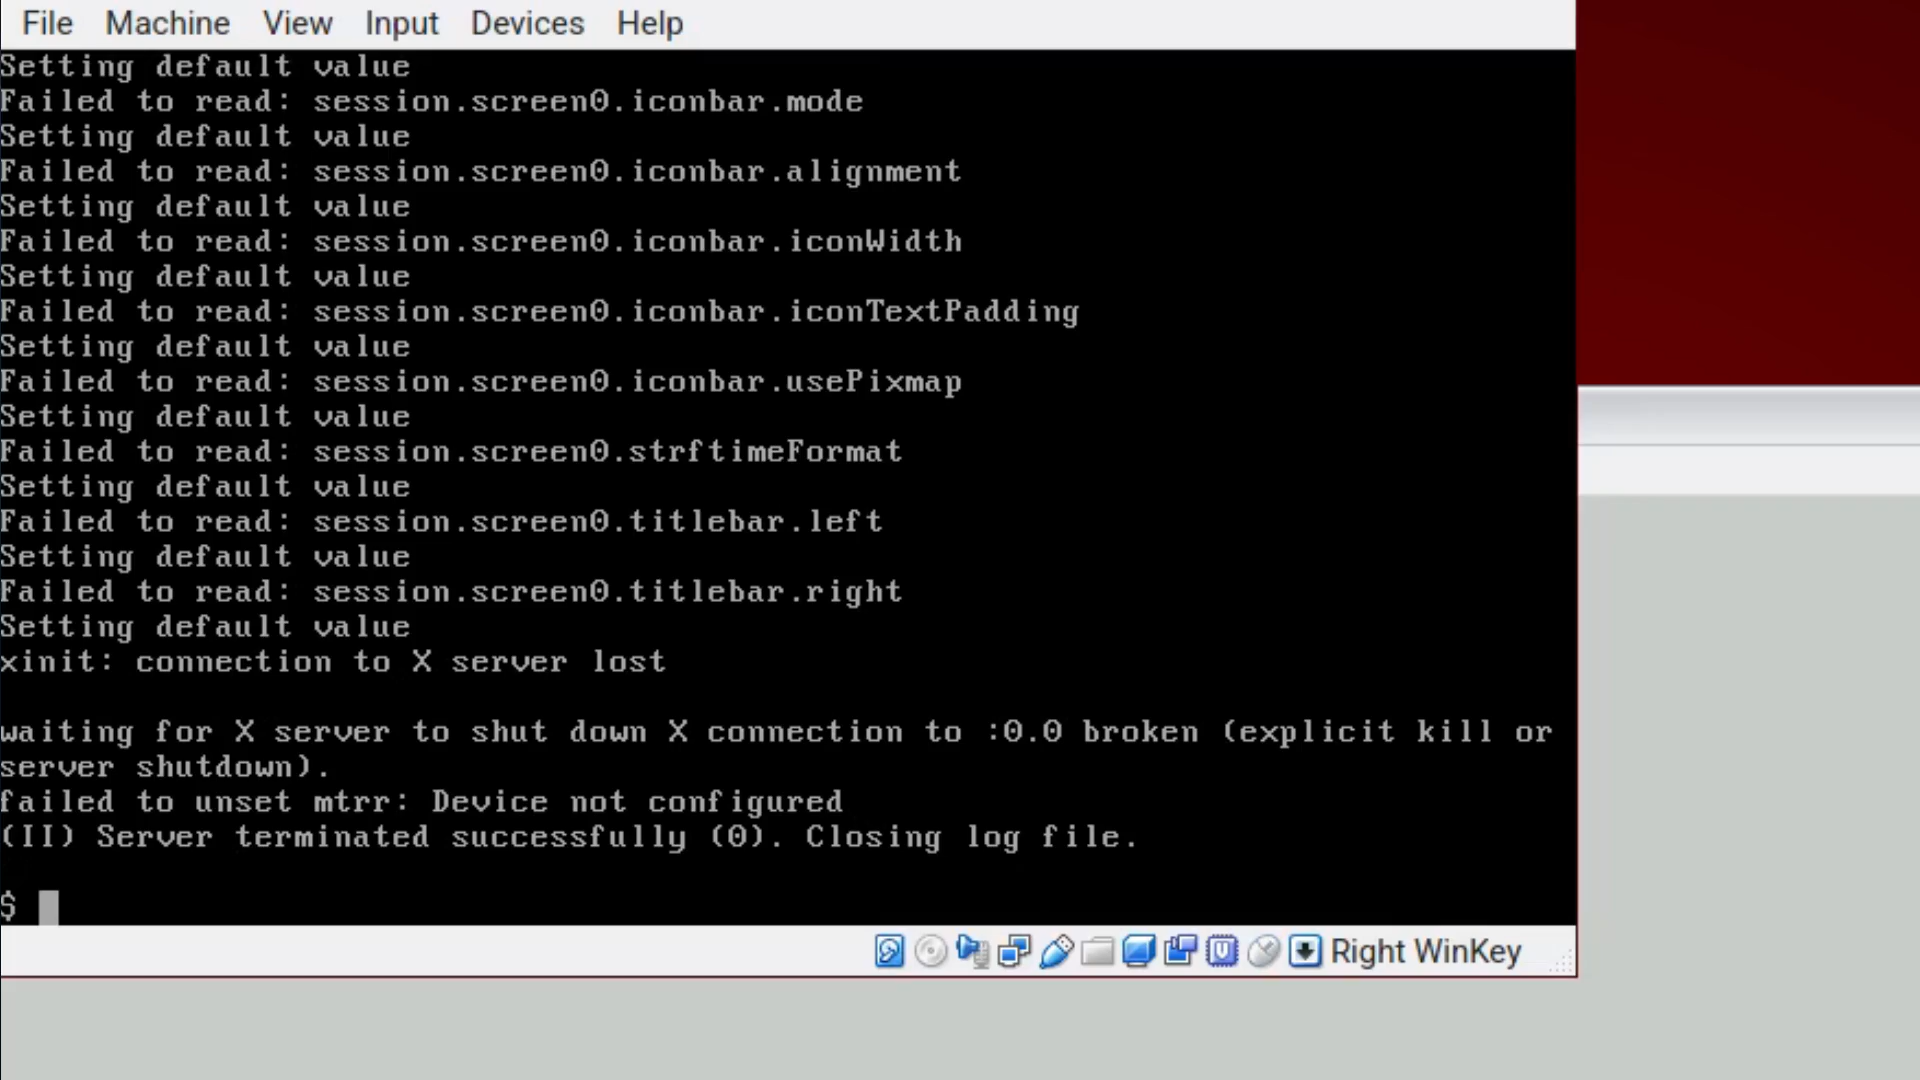 File Machine View Input Devices Help
Setting default value
Failed to read: session.screen0.iconbar.mode
Setting default value
Failed to read: session.screen0.iconbar.alignment
Setting default value
Failed to read: session.screen0.iconbar.iconWidth
Setting default value
Failed to read: session.screen0.iconbar.iconTextPadding
Setting default value
Failed to read: session.screen0.iconbar.usePixmap
Setting default value
Failed to read: session.screen0.strftimeFormat
Setting default value
Failed to read: session.screen0.titlebar.left
Setting default value
Failed to read: session.screen0.titlebar.right
Setting default value
xinit: connection to X server lost
waiting for X server to shut down X connection to :0.0 broken (explicit kill or
server shutdown).
failed to unset mtrr: Device not configured
(II) Server terminated successfully (0). Closing log file.
$
Right WinKey